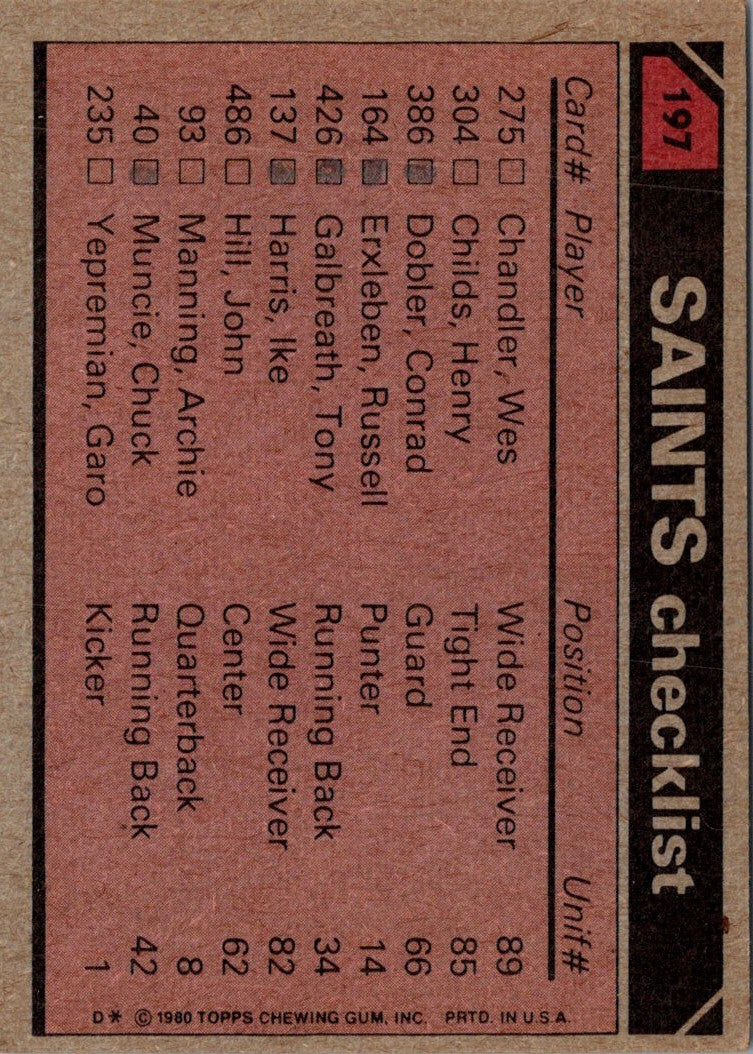 197
SAINTS checklist
Card# Player Position Unif#
275 Chandler, Wes Wide Receiver 89
304 Childs, Henry Tight End 85
386 Dobler, Conrad Guard 66
164 Erxleben, Russell Punter 14
426 Galbreath, Tony Running Back 34
137 Harris, Ike Wide Receiver 82
486 Hill, John Center 62
93 Manning, Archie Quarterback 8
40 Muncie, Chuck Running Back 42
235 Yepremian, Garo Kicker 1
D* © 1980 TOPPS CHEWING GUM, INC. PRTD. IN U.S.A.